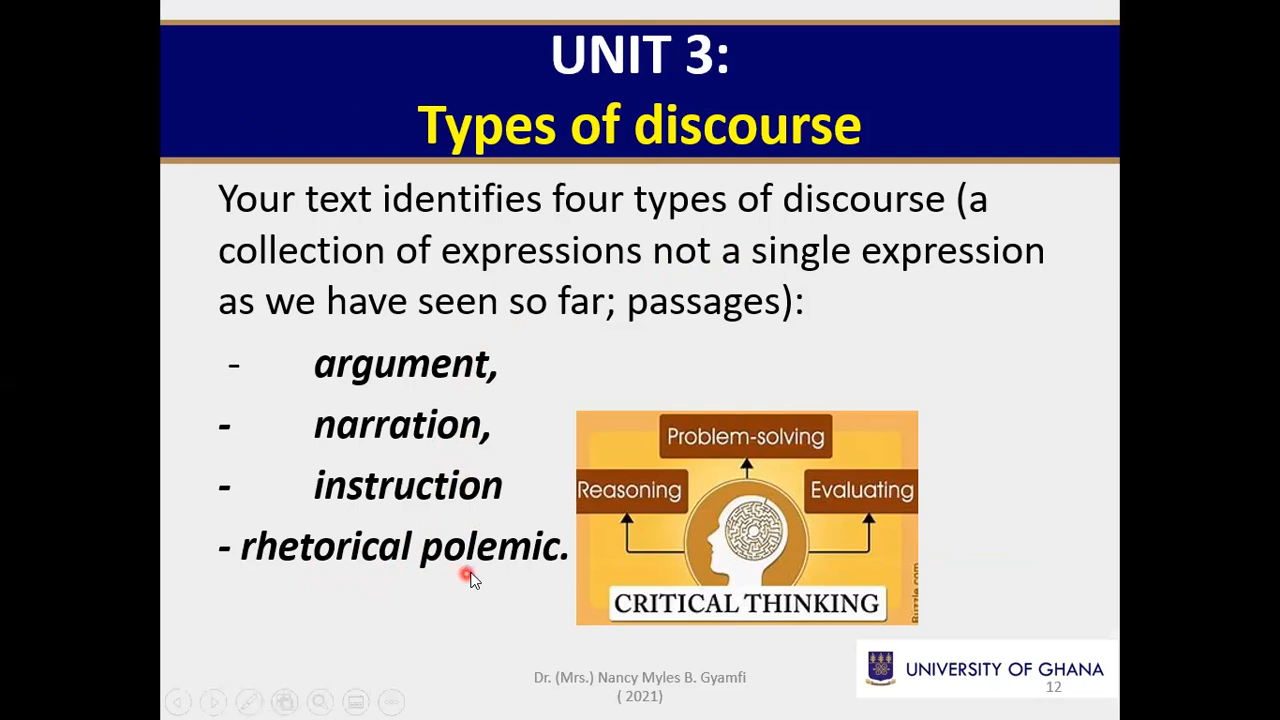 UNIT 3:
Types of discourse
Your text identifies four types of discourse (a
collection of expressions not a single expression
as we have seen so far; passages):
- argument,
- narration,
- instruction
- rhetorical polemic.
Problem-solving
Reasoning
Evaluating
CRITICAL THINKING
Buzzle.com
UNIVERSITY OF GHANA
Dr. (Mrs.) Nancy Myles B. Gyamfi
( 2021)
12